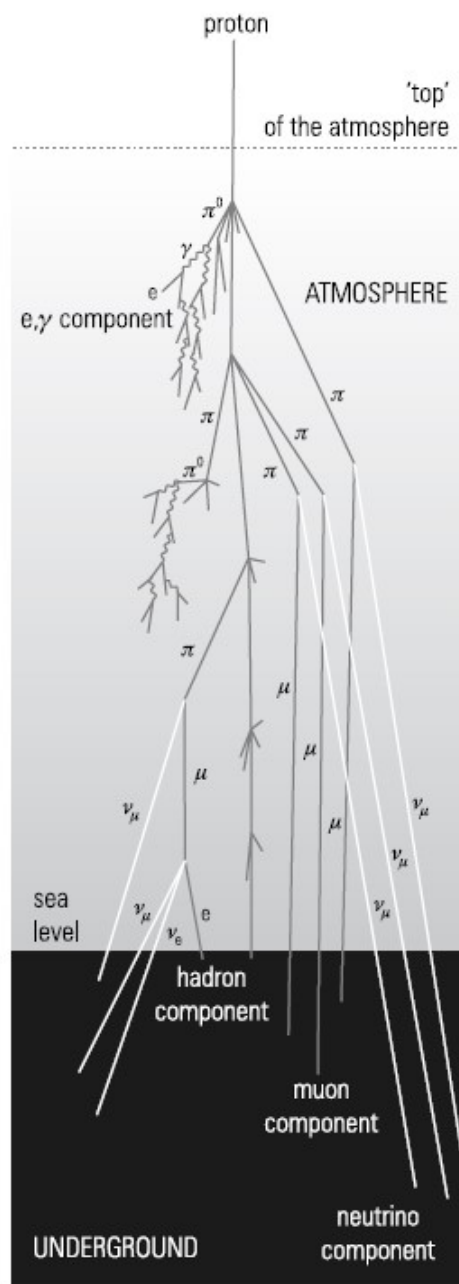 proton
'top'
of the atmosphere
π⁰
γ
e
ATMOSPHERE
e,γ component
π
π
π
π
π⁰
π
μ
μ
μ
μ
ν_μ
ν_μ
ν_μ
ν_e
e
ν_μ
sea
level
hadron
component
muon
component
neutrino
component
UNDERGROUND